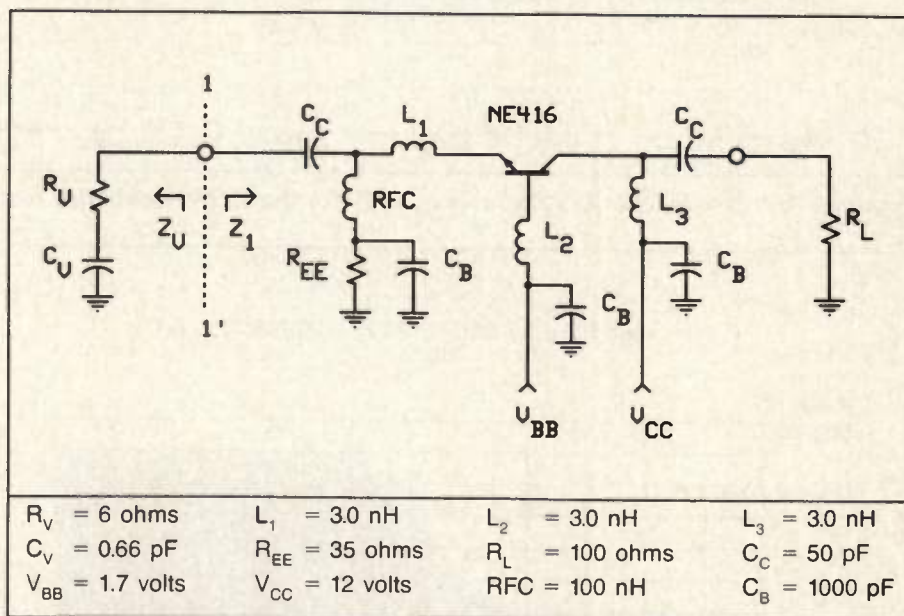 1
C_C
L_1
NE416
C_C
R_V
Z_V
Z_1
RFC
L_3
C_V
R_EE
C_B
L_2
C_B
R_L
1'
C_B
V_BB
V_CC
R_V = 6 ohms L_1 = 3.0 nH L_2 = 3.0 nH L_3 = 3.0 nH
C_V = 0.66 pF R_EE = 35 ohms R_L = 100 ohms C_C = 50 pF
V_BB = 1.7 volts V_CC = 12 volts RFC = 100 nH C_B = 1000 pF